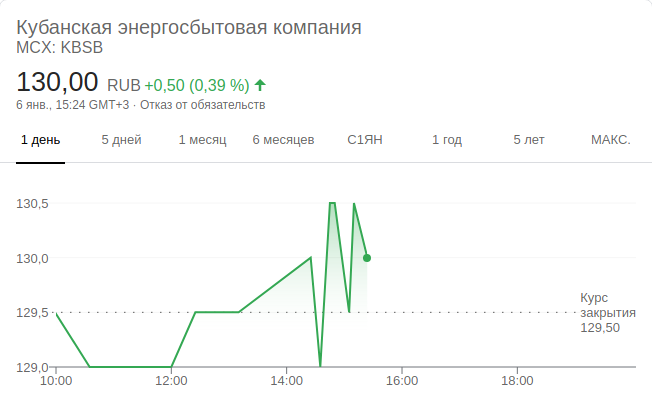 Кубанская энергосбытовая компания
MCX: KBSB
130,00 RUB +0,50 (0,39 %)
6 янв., 15:24 GMT+3 · Отказ от обязательств
1 день 5 дней 1 месяц 6 месяцев С1ЯН 1 год 5 лет МАКС.
130,5
130,0
129,5
129,0
Курс
закрытия
129,50
10:00 12:00 14:00 16:00 18:00